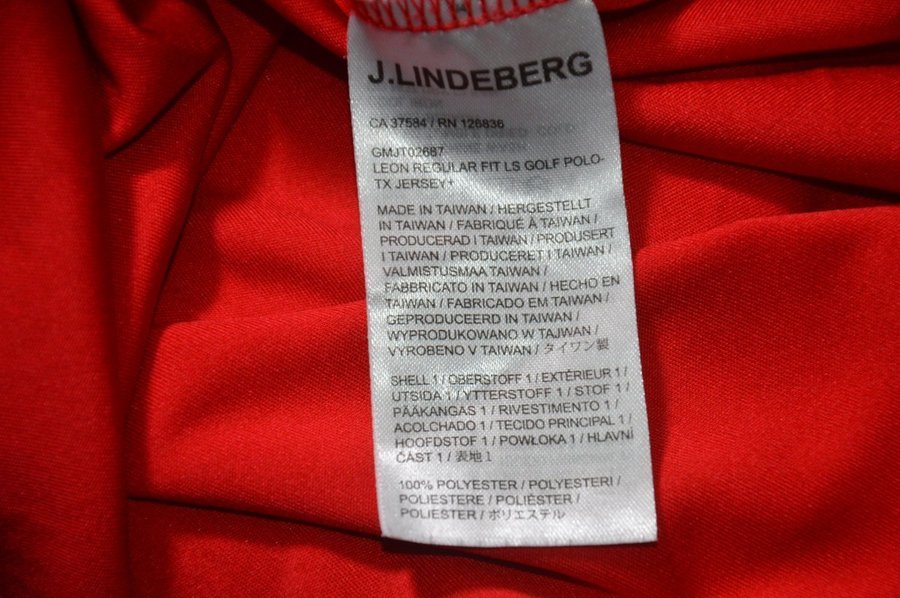 J.LINDEBERG
CA 37584 / RN 126836
GMJT02687
LEON REGULAR FIT LS GOLF POLO-
TX JERSEY+
MADE IN TAIWAN / HERGESTELLT
IN TAIWAN / FABRIQUÉ À TAIWAN /
PRODUCERAD I TAIWAN / PRODUSERT
I TAIWAN / PRODUCERET I TAIWAN /
VALMISTUSMAA TAIWAN /
FABBRICATO IN TAIWAN / HECHO EN
TAIWAN / FABRICADO EM TAIWAN /
GEPRODUCEERD IN TAIWAN /
WYPRODUKOWANO W TAJWAN /
VYROBENO V TAIWAN / タイワン製
SHELL 1 / OBERSTOFF 1 / EXTÉRIEUR 1 /
UTSIDA 1 / YTTERSTOFF 1 / STOF 1 /
PÄÄKANGAS 1 / RIVESTIMENTO 1 /
ACOLCHADO 1 / TECIDO PRINCIPAL 1 /
HOOFDSTOF 1 / POWŁOKA 1 / HLAVNÍ
ČÁST 1 / 表地 1
100% POLYESTER / POLYESTERI /
POLIESTERE / POLIÉSTER /
POLIESTER / ポリエステル